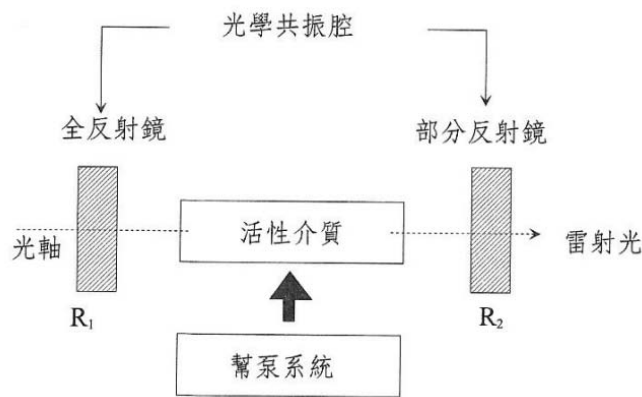 光學共振腔
全反射鏡
部分反射鏡
活性介質
光軸
雷射光
R₁
R₂
幫泵系統